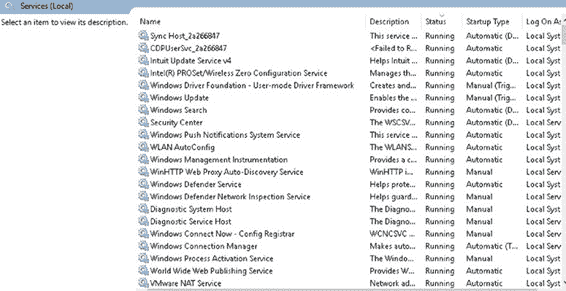 Services (Local)
Select an item to view its description.
Name Description Status Startup Type Log On As
Sync Host_2a266847 This service ... Running Automatic (D... Local Syst
CDPUserSvc_2a266847 <Failed to R... Running Automatic Local Syst
Intuit Update Service v4 Helps Intuit ... Running Automatic (D... Local Syst
Intel(R) PROSet/Wireless Zero Configuration Service Manages th... Running Automatic Local Syst
Windows Driver Foundation - User-mode Driver Framework Creates and... Running Manual (Trig... Local Syst
Windows Update Enables the ... Running Manual (Trig... Local Syst
Windows Search Provides co... Running Automatic (D... Local Syst
Security Center The WSCSV... Running Automatic (D... Local Servi
Windows Push Notifications System Service This service ... Running Automatic Local Syst
WLAN AutoConfig The WLANS... Running Automatic Local Syst
Windows Management Instrumentation Provides a c... Running Automatic Local Syst
WinHTTP Web Proxy Auto-Discovery Service WinHTTP i... Running Manual Local Servi
Windows Defender Service Helps prote... Running Automatic Local Syst
Windows Defender Network Inspection Service Helps guard... Running Manual Local Servi
Diagnostic System Host The Diagno... Running Manual Local Syst
Diagnostic Service Host The Diagno... Running Manual Local Servi
Windows Connect Now - Config Registrar WCNCSVC ... Running Manual Local Servi
Windows Connection Manager Makes auto... Running Automatic (T... Local Servi
Windows Process Activation Service The Windo... Running Manual Local Syst
World Wide Web Publishing Service Provides W... Running Automatic Local Syst
VMware NAT Service Network ad... Running Automatic Local Syst